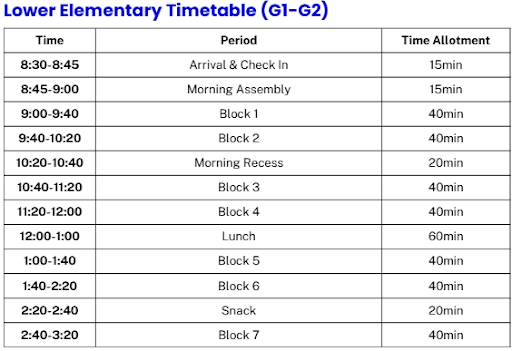 Lower Elementary Timetable (G1-G2)
Time Period Time Allotment
8:30-8:45 Arrival & Check In 15min
8:45-9:00 Morning Assembly 15min
9:00-9:40 Block 1 40min
9:40-10:20 Block 2 40min
10:20-10:40 Morning Recess 20min
10:40-11:20 Block 3 40min
11:20-12:00 Block 4 40min
12:00-1:00 Lunch 60min
1:00-1:40 Block 5 40min
1:40-2:20 Block 6 40min
2:20-2:40 Snack 20min
2:40-3:20 Block 7 40min